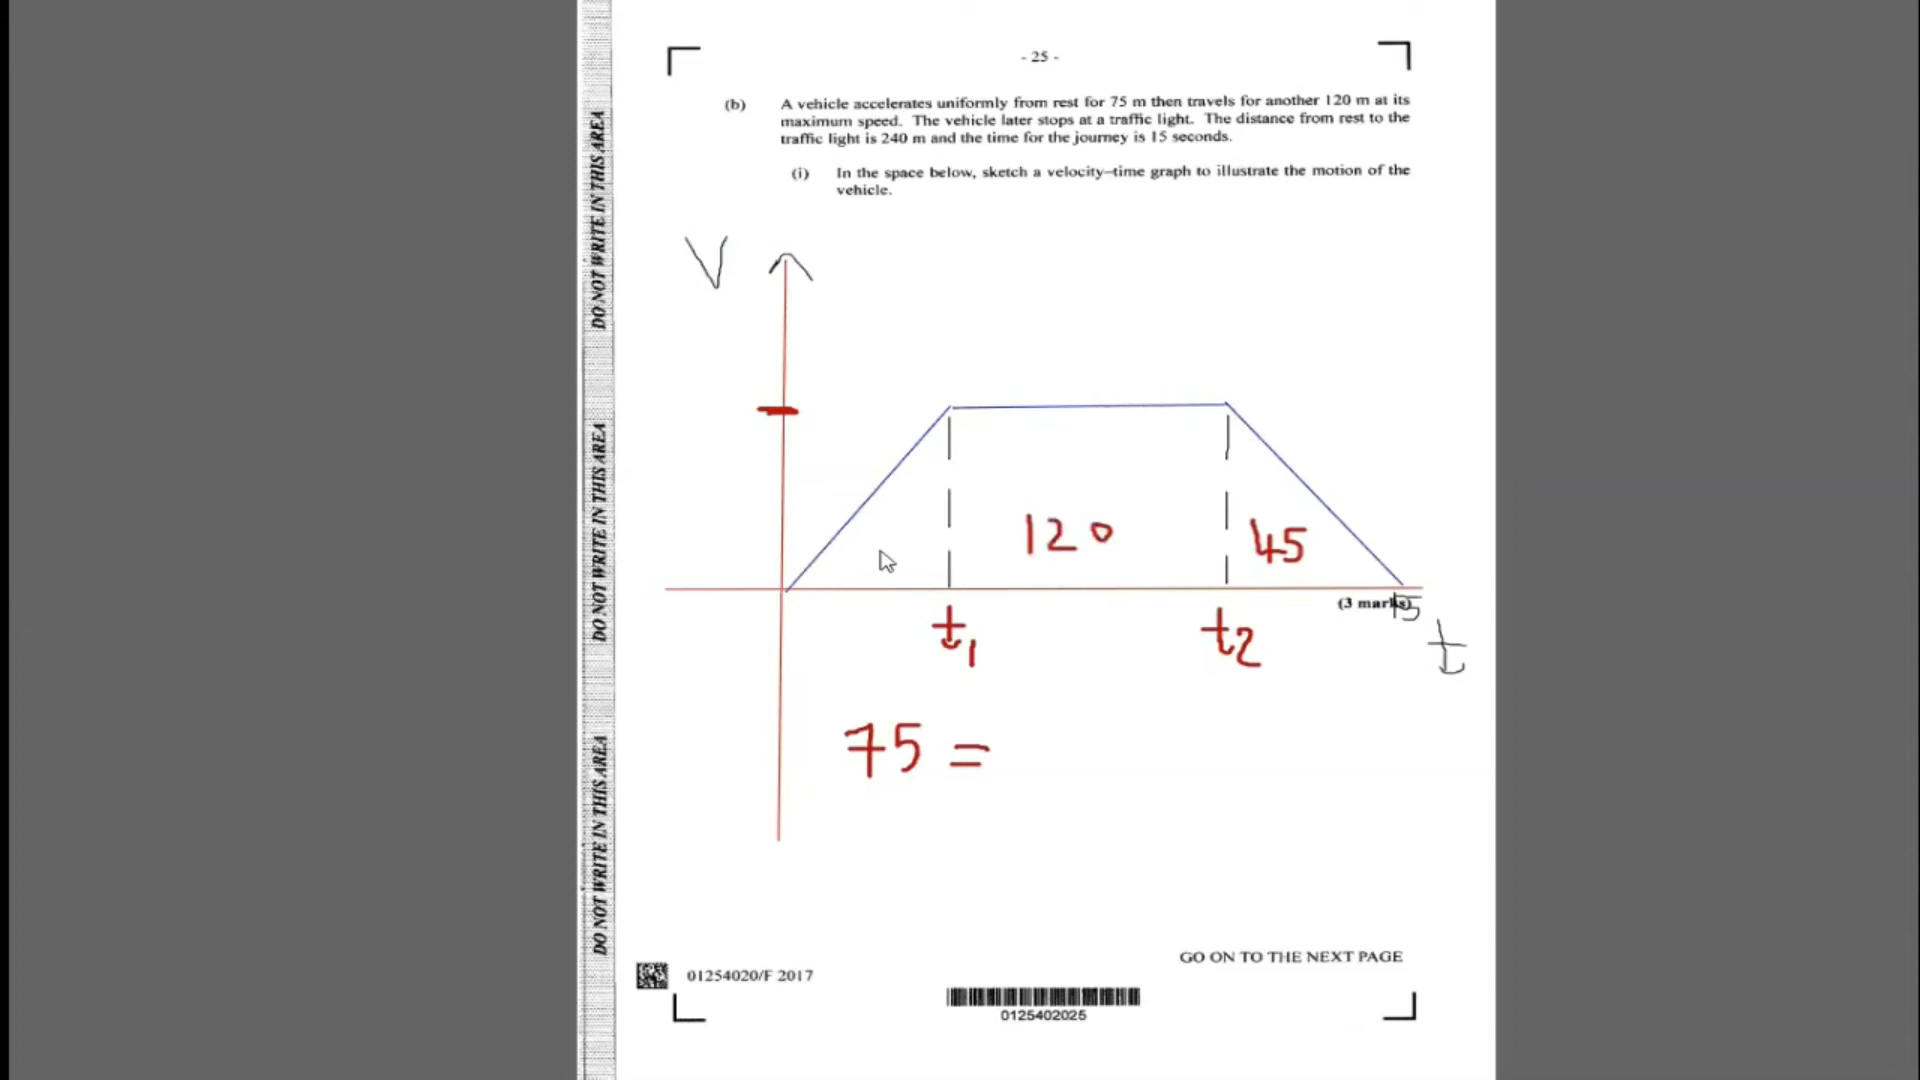 - 25 -
(b) A vehicle accelerates uniformly from rest for 75 m then travels for another 120 m at its
maximum speed. The vehicle later stops at a traffic light. The distance from rest to the
traffic light is 240 m and the time for the journey is 15 seconds.
(i) In the space below, sketch a velocity–time graph to illustrate the motion of the
vehicle.
V
120
45
(3 marks)
15
t1
t2
t
75 =
DO NOT WRITE IN THIS AREA
DO NOT WRITE IN THIS AREA
DO NOT WRITE IN THIS AREA
GO ON TO THE NEXT PAGE
01254020/F 2017
0125402025